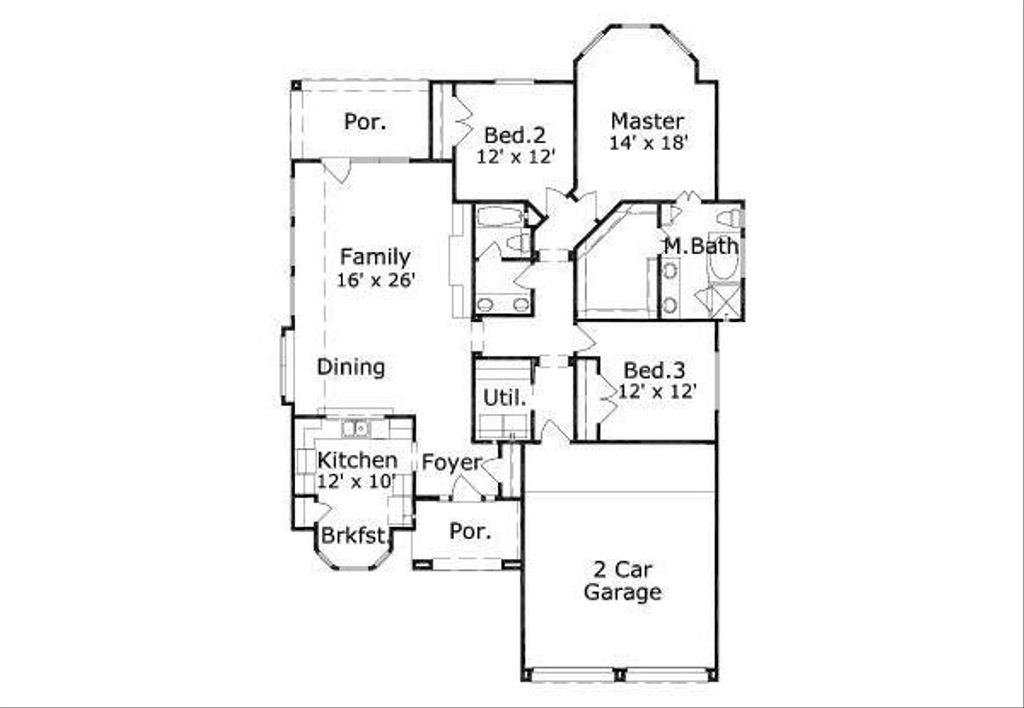 Por.
Bed.2
12' x 12'
Master
14' x 18'
Family
16' x 26'
M.Bath
Dining
Util.
Bed.3
12' x 12'
Kitchen
12' x 10'
Foyer
Brkfst.
Por.
2 Car
Garage